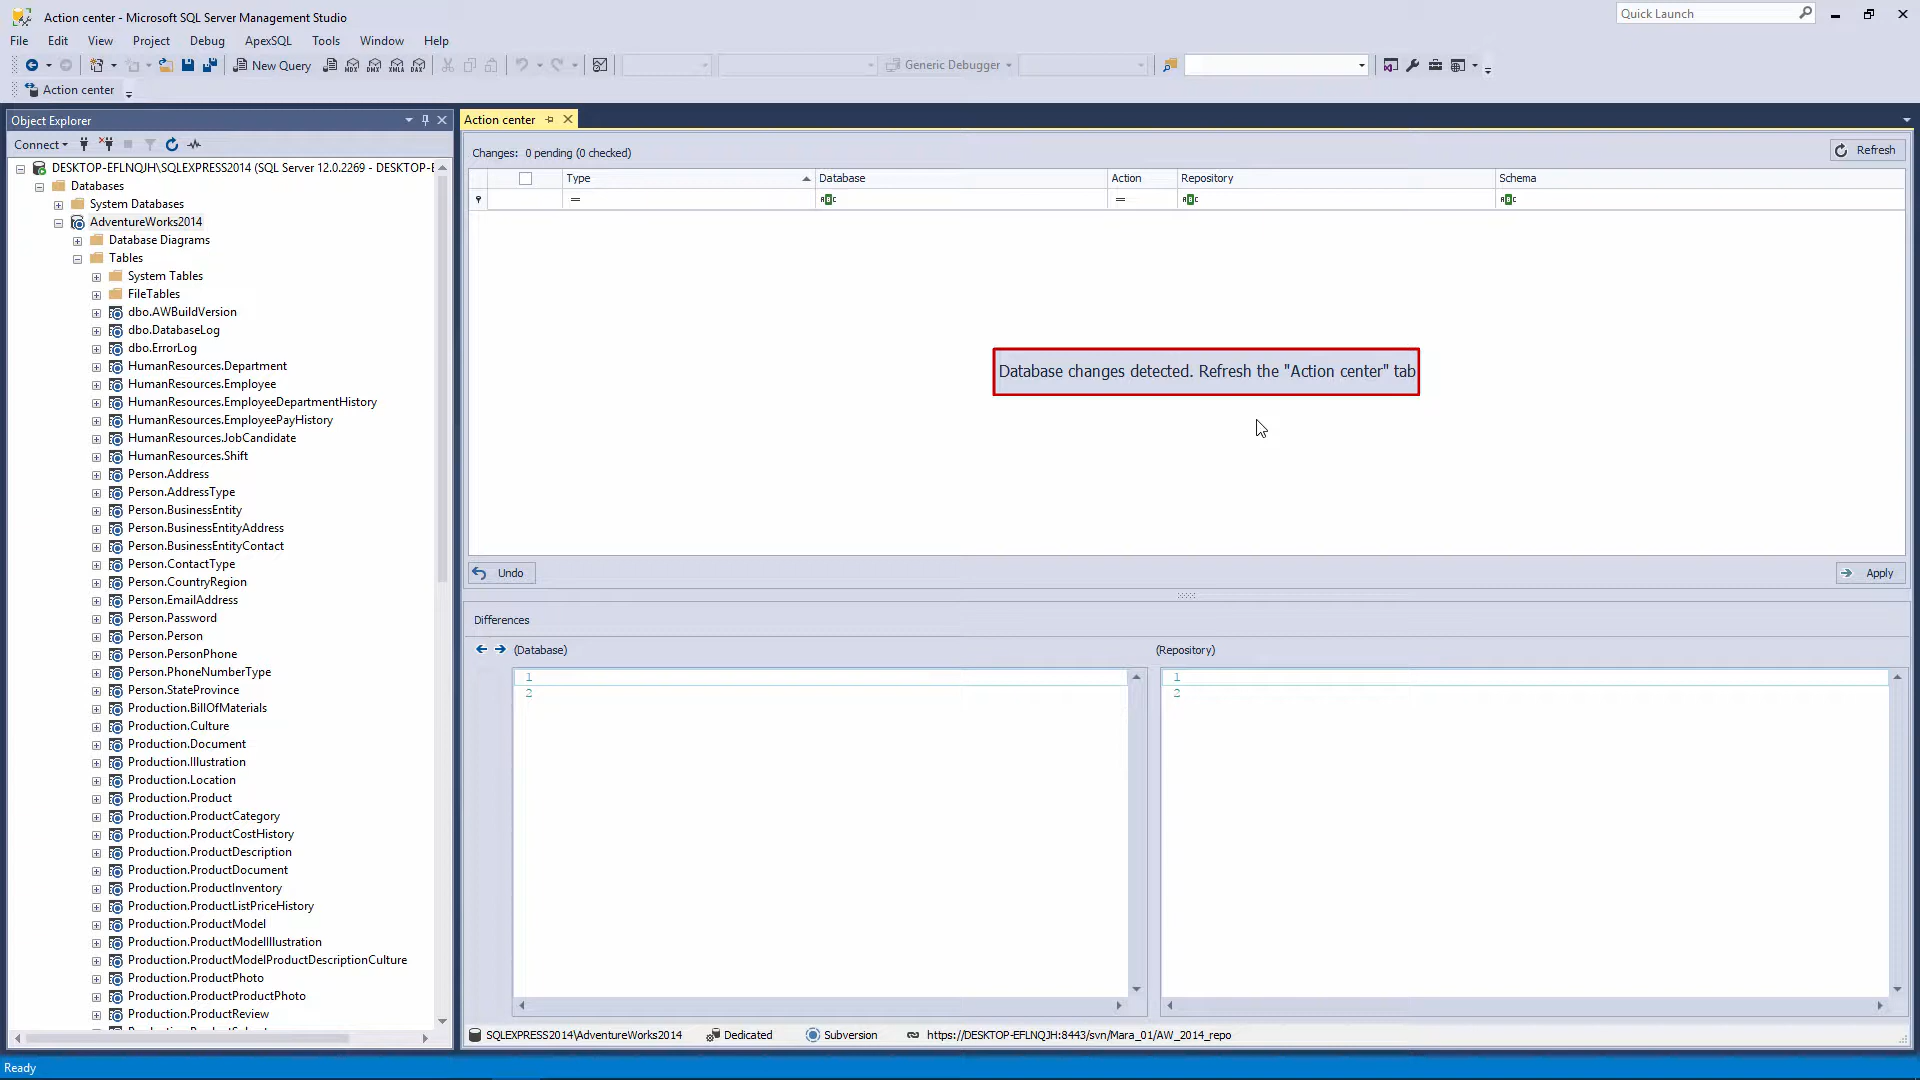 Action center - Microsoft SQL Server Management Studio
Quick Launch
File Edit View Project Debug ApexSQL Tools Window Help
New Query
MDX DMX XMLA DAX
Generic Debugger
Action center
Object Explorer
Connect
DESKTOP-EFLNQJH\SQLEXPRESS2014 (SQL Server 12.0.2269 - DESKTOP-E
Databases
System Databases
AdventureWorks2014
Database Diagrams
Tables
System Tables
FileTables
dbo.AWBuildVersion
dbo.DatabaseLog
dbo.ErrorLog
HumanResources.Department
HumanResources.Employee
HumanResources.EmployeeDepartmentHistory
HumanResources.EmployeePayHistory
HumanResources.JobCandidate
HumanResources.Shift
Person.Address
Person.AddressType
Person.BusinessEntity
Person.BusinessEntityAddress
Person.BusinessEntityContact
Person.ContactType
Person.CountryRegion
Person.EmailAddress
Person.Password
Person.Person
Person.PersonPhone
Person.PhoneNumberType
Person.StateProvince
Production.BillOfMaterials
Production.Culture
Production.Document
Production.Illustration
Production.Location
Production.Product
Production.ProductCategory
Production.ProductCostHistory
Production.ProductDescription
Production.ProductDocument
Production.ProductInventory
Production.ProductListPriceHistory
Production.ProductModel
Production.ProductModelIllustration
Production.ProductModelProductDescriptionCulture
Production.ProductPhoto
Production.ProductProductPhoto
Production.ProductReview
Action center
Changes: 0 pending (0 checked)
Refresh
Type Database Action Repository Schema
= ABC = ABC ABC
Database changes detected. Refresh the "Action center" tab
Undo
Apply
Differences
(Database) (Repository)
1 1
2 2
SQLEXPRESS2014\AdventureWorks2014 Dedicated Subversion https://DESKTOP-EFLNQJH:8443/svn/Mara_01/AW_2014_repo
Ready